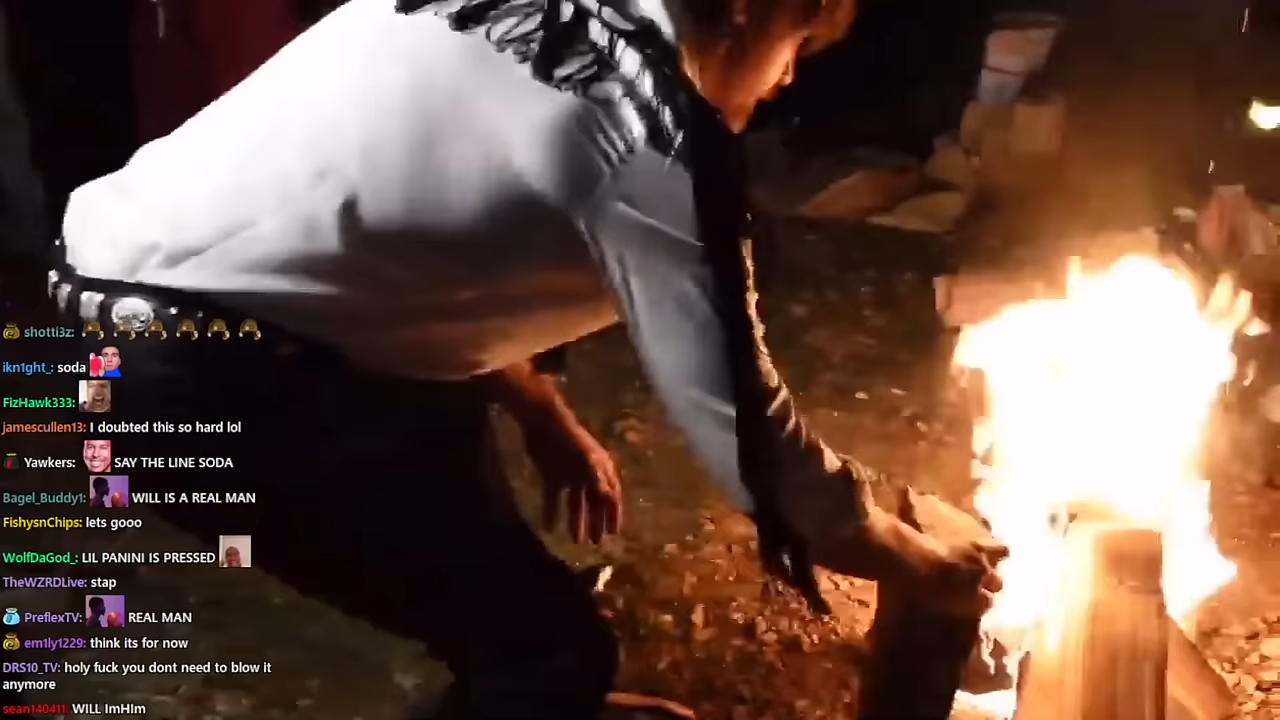 shotti3z:
ikn1ght_: soda
FizHawk333:
jamescullen13: I doubted this so hard lol
Yawkers: SAY THE LINE SODA
Bagel_Buddy1: WILL IS A REAL MAN
FishysnChips: lets gooo
WolfDaGod_: LIL PANINI IS PRESSED
TheWZRDLive: stap
PreflexTV: REAL MAN
em1ly1229: think its for now
DRS10_TV: holy fuck you dont need to blow it
anymore
sean140411: WILL ImHIm